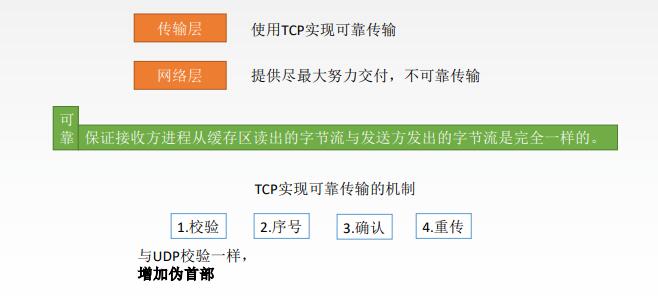 传输层 使用TCP实现可靠传输
网络层 提供尽最大努力交付，不可靠传输
可靠 保证接收方进程从缓存区读出的字节流与发送方发出的字节流是完全一样的。
TCP实现可靠传输的机制
1.校验 2.序号 3.确认 4.重传
与UDP校验一样，
增加伪首部